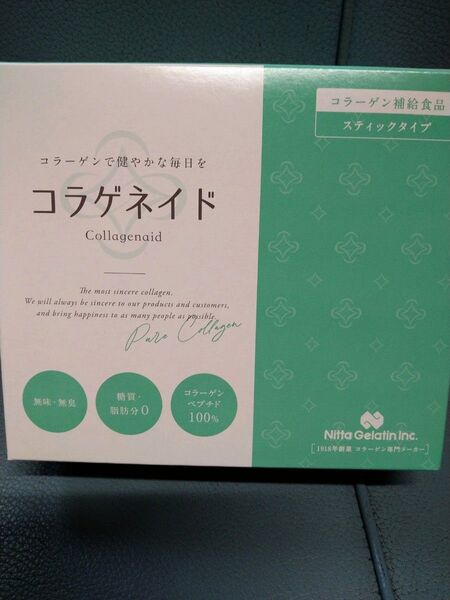 コラーゲン補給食品
スティックタイプ
コラーゲンで健やかな毎日を
コラゲネイド
Collagenaid
The most sincere collagen.
We will always be sincere to our products and customers,
and bring happiness to as many people as possible.
Pure Collagen
無味・無臭
糖質・
脂肪分0
コラーゲン
ペプチド
100%
Nitta Gelatin Inc.
[1918年創業 コラーゲン専門メーカー]